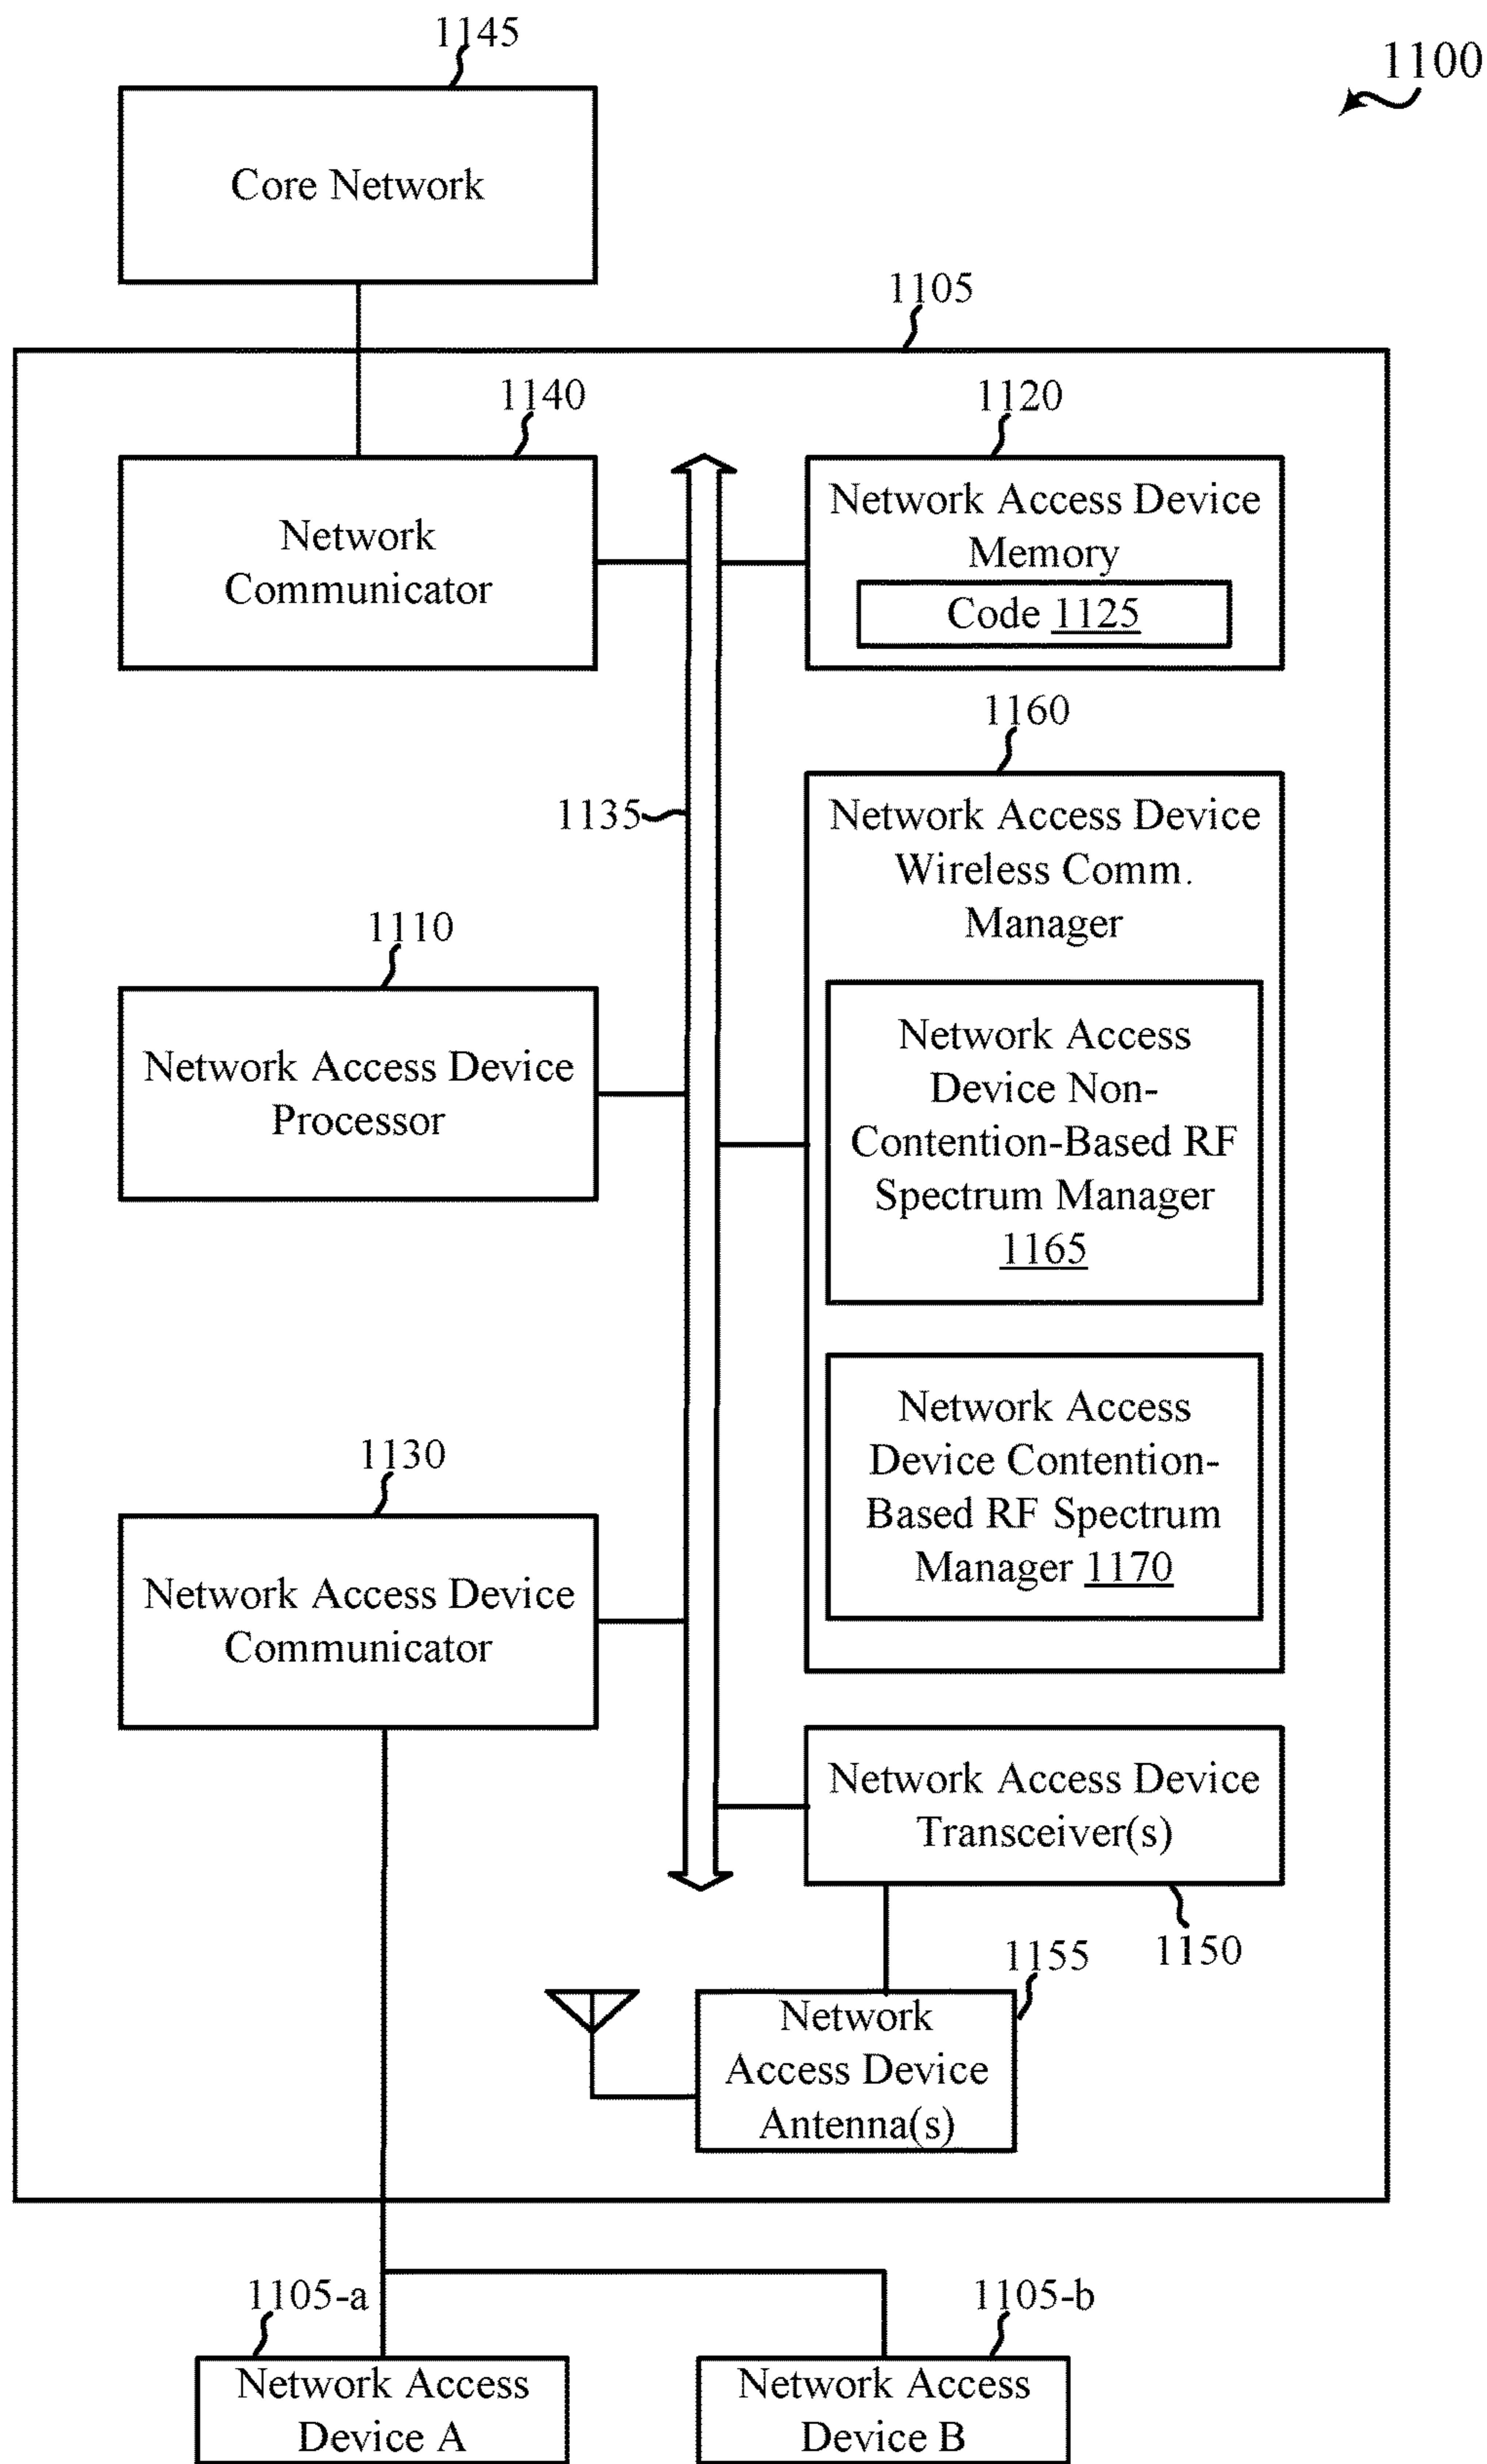 1145
1100
Core Network
1105
1140
1120
Network
Communicator
Network Access Device
Memory
Code 1125
1160
1135
Network Access Device
Wireless Comm.
Manager
1110
Network Access Device
Processor
Network Access
Device Non-
Contention-Based RF
Spectrum Manager
1165
Network Access
Device Contention-
Based RF Spectrum
Manager 1170
1130
Network Access Device
Communicator
Network Access Device
Transceiver(s)
1150
1155
Network
Access Device
Antenna(s)
1105-a
1105-b
Network Access
Device A
Network Access
Device B